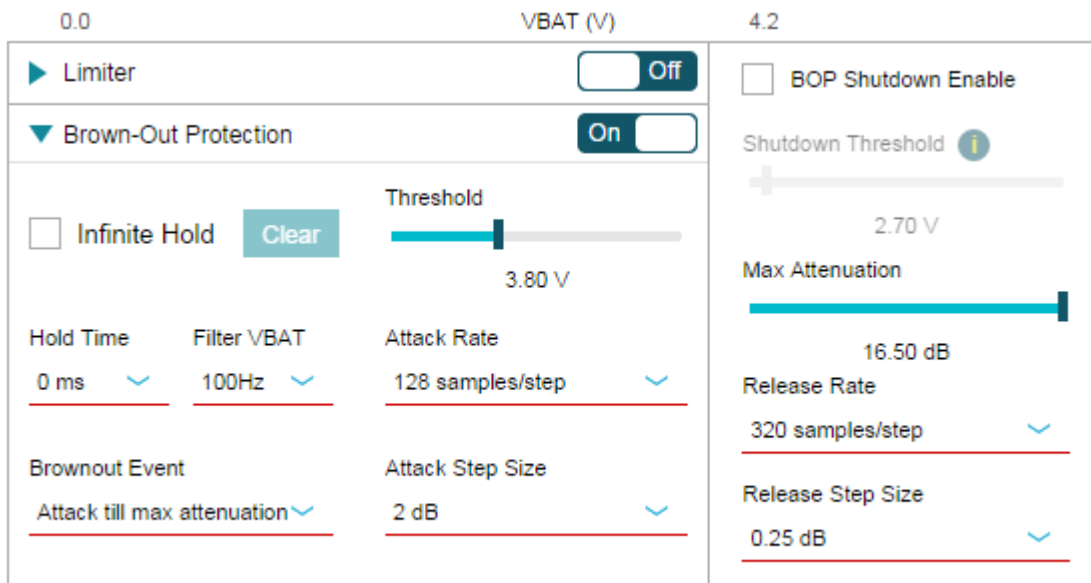 0.0 VBAT (V) 4.2
Limiter Off
Brown-Out Protection On
Infinite Hold Clear
Threshold
3.80 V
Hold Time Filter VBAT Attack Rate
0 ms 100Hz 128 samples/step
Brownout Event Attack Step Size
Attack till max attenuation 2 dB
BOP Shutdown Enable
Shutdown Threshold i
2.70 V
Max Attenuation
16.50 dB
Release Rate
320 samples/step
Release Step Size
0.25 dB